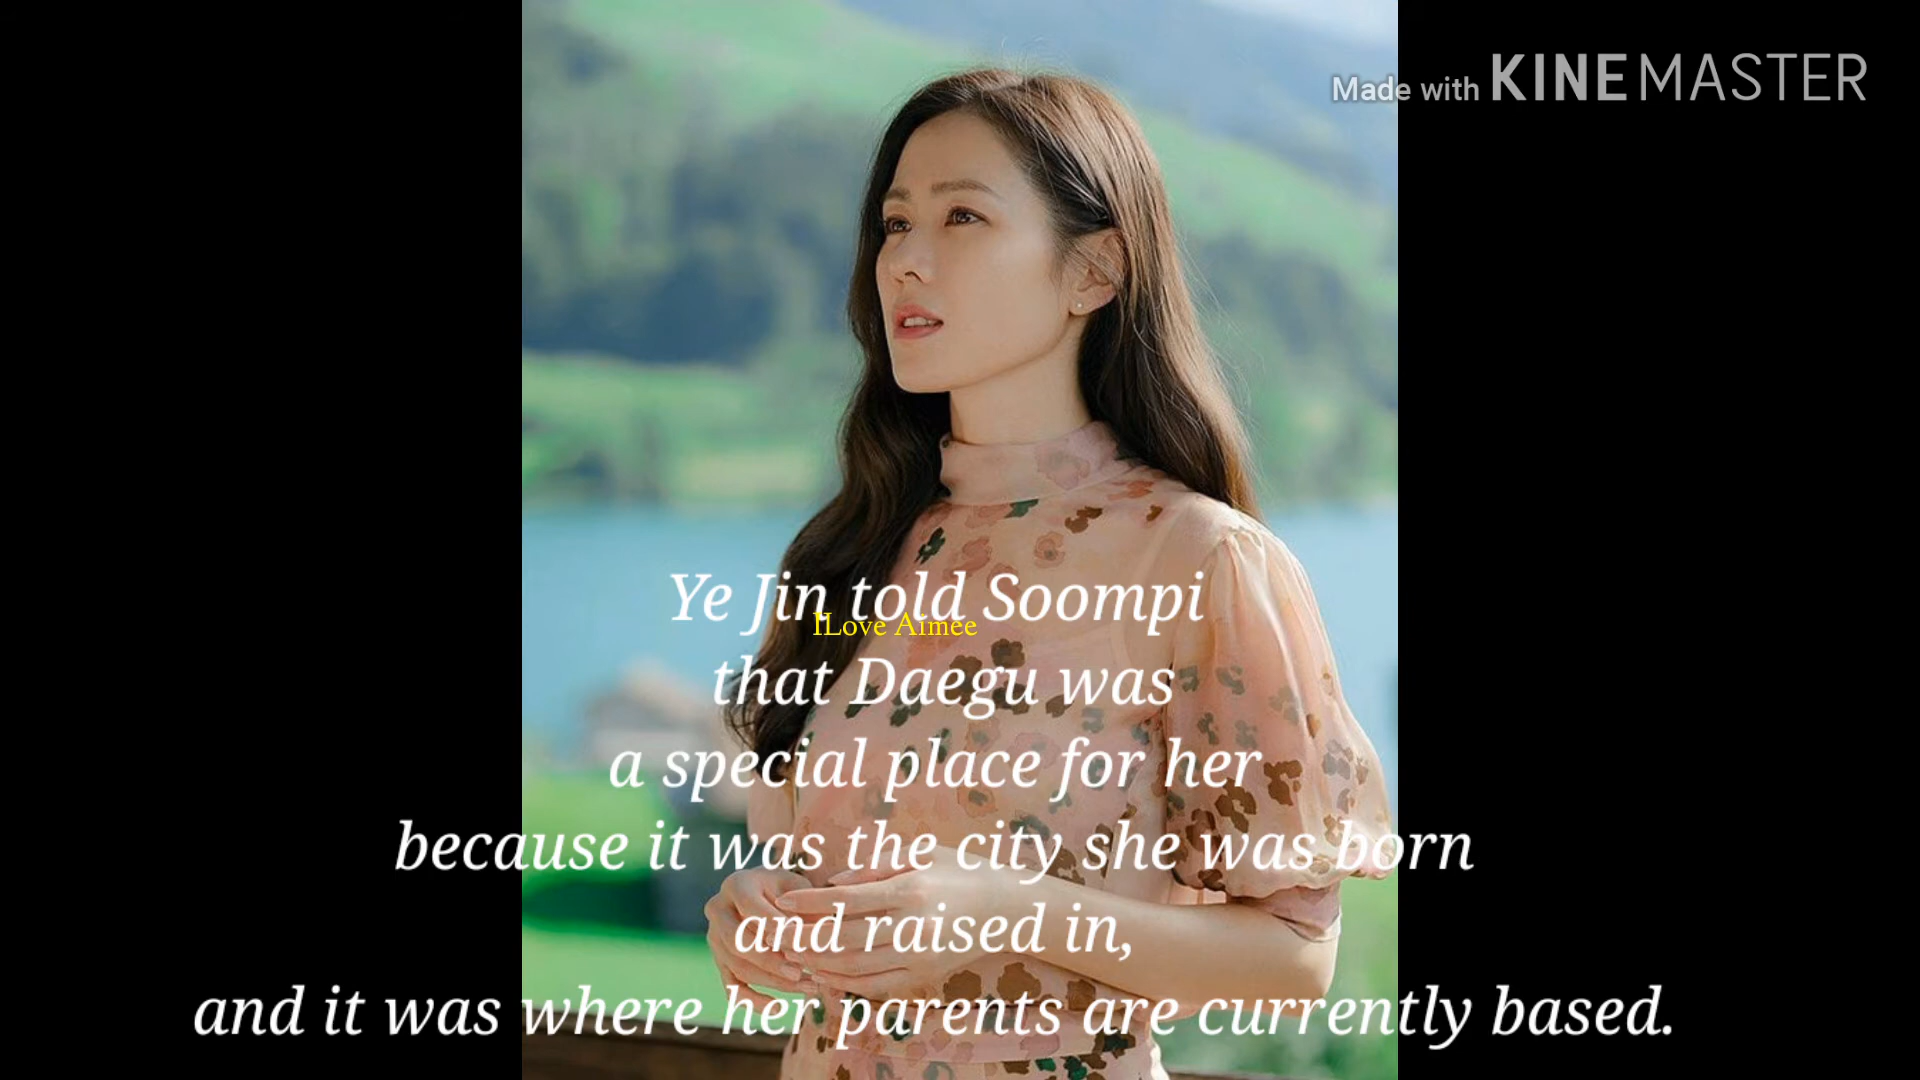 Made with KINEMASTER
Ye Jin told Soompi
ILove Aimee
that Daegu was
a special place for her
because it was the city she was born
and raised in,
and it was where her parents are currently based.